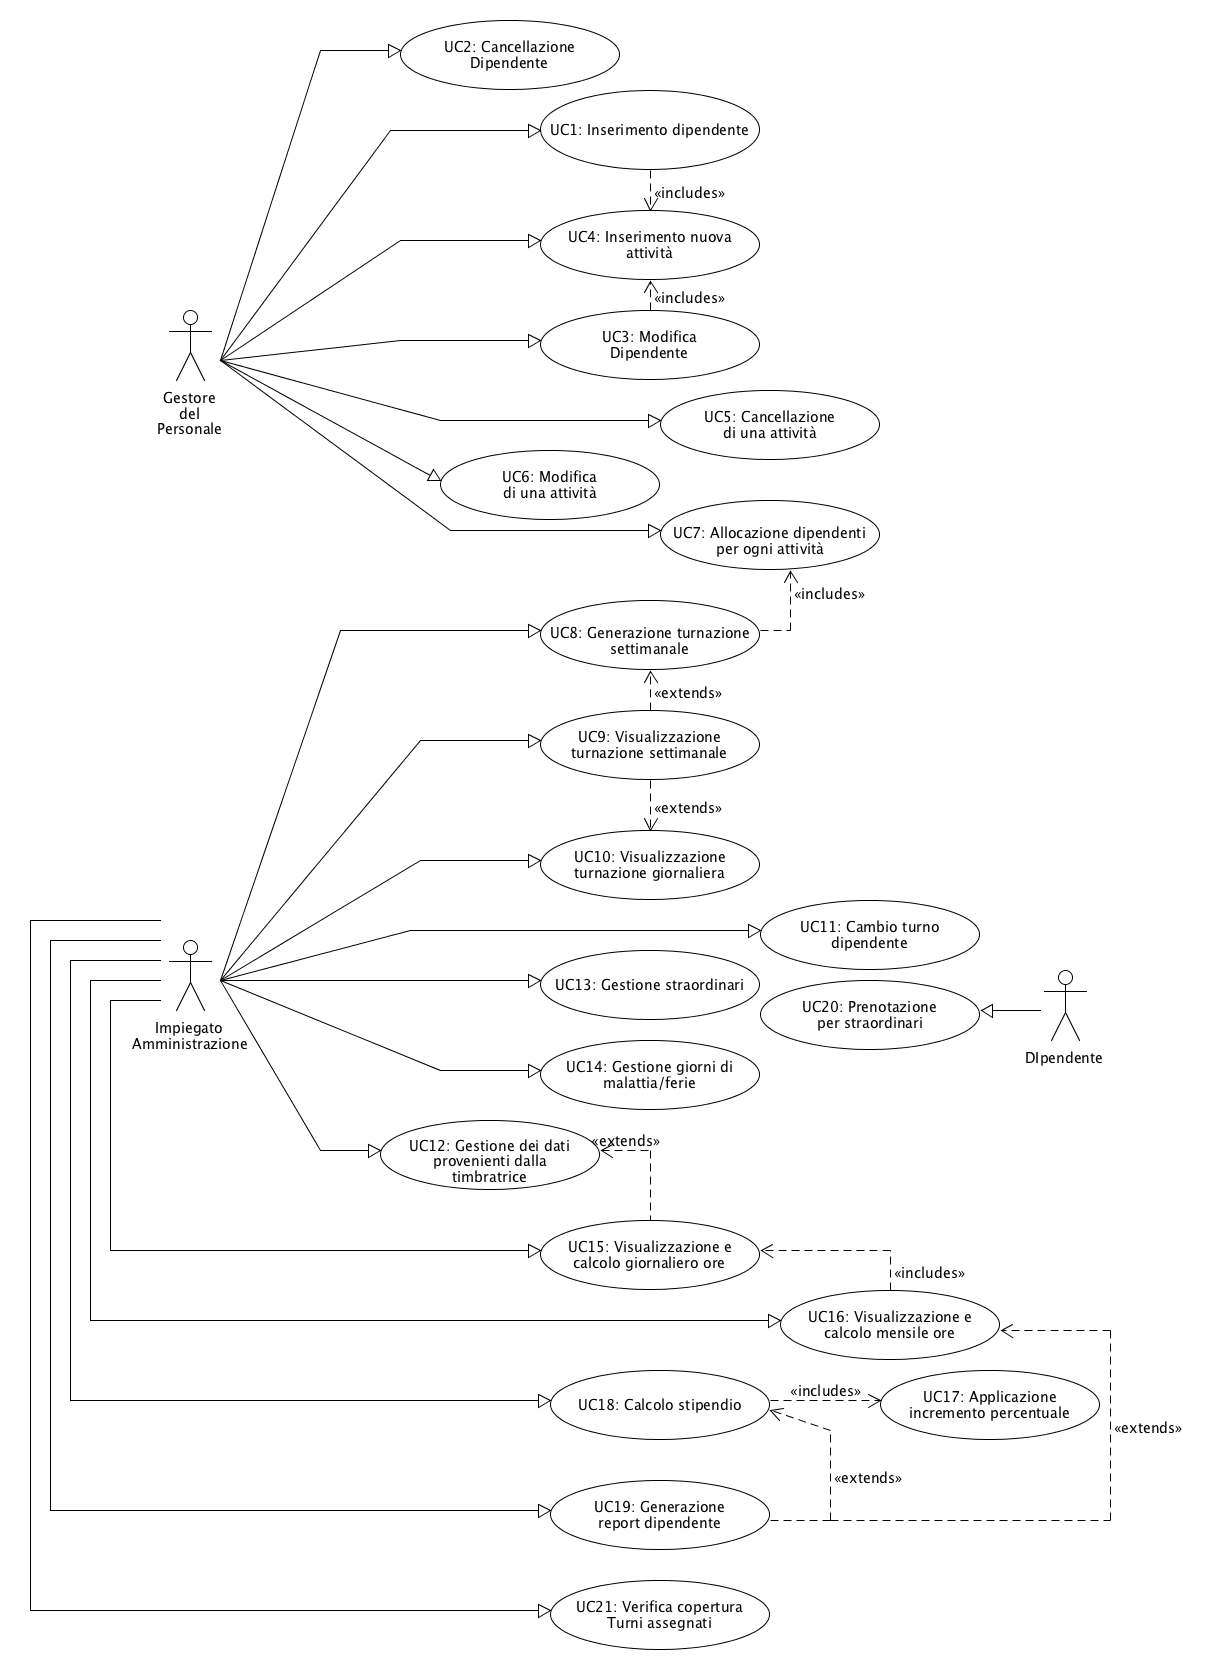 UC2: Cancellazione
Dipendente
UC1: Inserimento dipendente
«includes»
UC4: Inserimento nuova
attività
«includes»
UC3: Modifica
Dipendente
Gestore
del
Personale
UC5: Cancellazione
di una attività
UC6: Modifica
di una attività
UC7: Allocazione dipendenti
per ogni attività
«includes»
UC8: Generazione turnazione
settimanale
«extends»
UC9: Visualizzazione
turnazione settimanale
«extends»
UC10: Visualizzazione
turnazione giornaliera
UC11: Cambio turno
dipendente
UC13: Gestione straordinari
UC20: Prenotazione
per straordinari
Impiegato
Amministrazione
DIpendente
UC14: Gestione giorni di
malattia/ferie
UC12: Gestione dei dati
provenienti dalla
timbratrice
«extends»
UC15: Visualizzazione e
calcolo giornaliero ore
«includes»
UC16: Visualizzazione e
calcolo mensile ore
UC18: Calcolo stipendio
«includes»
UC17: Applicazione
incremento percentuale
«extends»
«extends»
UC19: Generazione
report dipendente
UC21: Verifica copertura
Turni assegnati